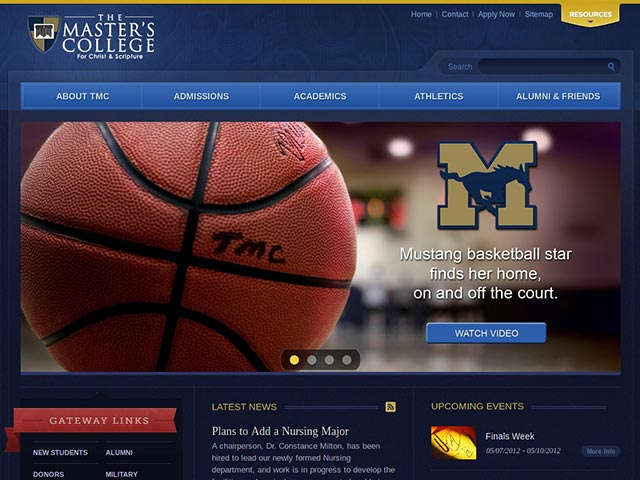 Home | Contact | Apply Now | Sitemap
RESOURCES
THE
MASTER'S
COLLEGE
For Christ & Scripture
Search
ABOUT TMC
ADMISSIONS
ACADEMICS
ATHLETICS
ALUMNI & FRIENDS
TMC
M
Mustang basketball star
finds her home,
on and off the court.
WATCH VIDEO
GATEWAY LINKS
NEW STUDENTS
ALUMNI
DONORS
MILITARY
LATEST NEWS
Plans to Add a Nursing Major
A chairperson, Dr. Constance Milton, has been
hired to lead our newly formed Nursing
department, and work is in progress to develop the
UPCOMING EVENTS
Finals Week
05/07/2012 - 05/10/2012
More Info